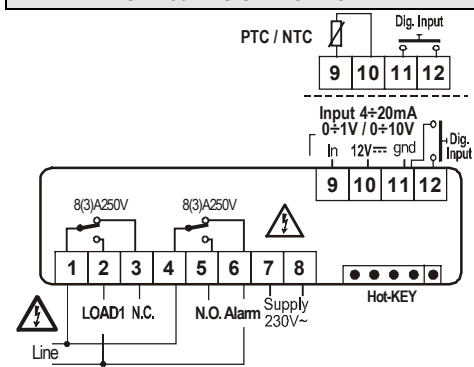 Dig. Input
PTC / NTC
9 10 11 12
Input 4÷20mA
0÷1V / 0÷10V
Dig.
Input
In 12V gnd
9 10 11 12
8(3)A250V 8(3)A250V
1 2 3 4 5 6 7 8
Hot-KEY
LOAD1 N.C. N.O. Alarm Supply
230V~
Line